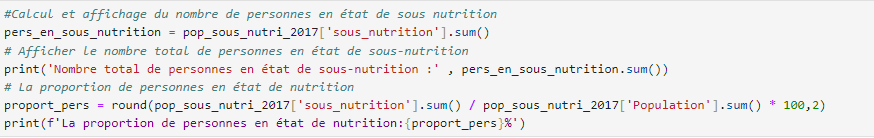 #Calcul et affichage du nombre de personnes en état de sous nutrition
pers_en_sous_nutrition = pop_sous_nutri_2017['sous_nutrition'].sum()
# Afficher le nombre total de personnes en état de sous-nutrition
print('Nombre total de personnes en état de sous-nutrition :' , pers_en_sous_nutrition.sum())
# La proportion de personnes en état de nutrition
proport_pers = round(pop_sous_nutri_2017['sous_nutrition'].sum() / pop_sous_nutri_2017['Population'].sum() * 100,2)
print(f'La proportion de personnes en état de nutrition:{proport_pers}%')